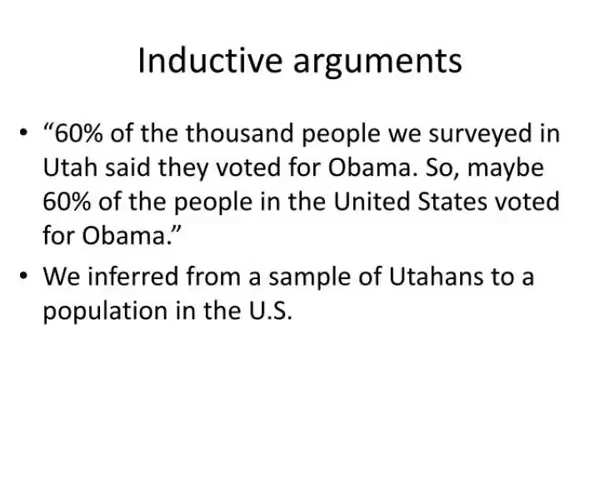 Inductive arguments
• “60% of the thousand people we surveyed in
Utah said they voted for Obama. So, maybe
60% of the people in the United States voted
for Obama.”
• We inferred from a sample of Utahans to a
population in the U.S.